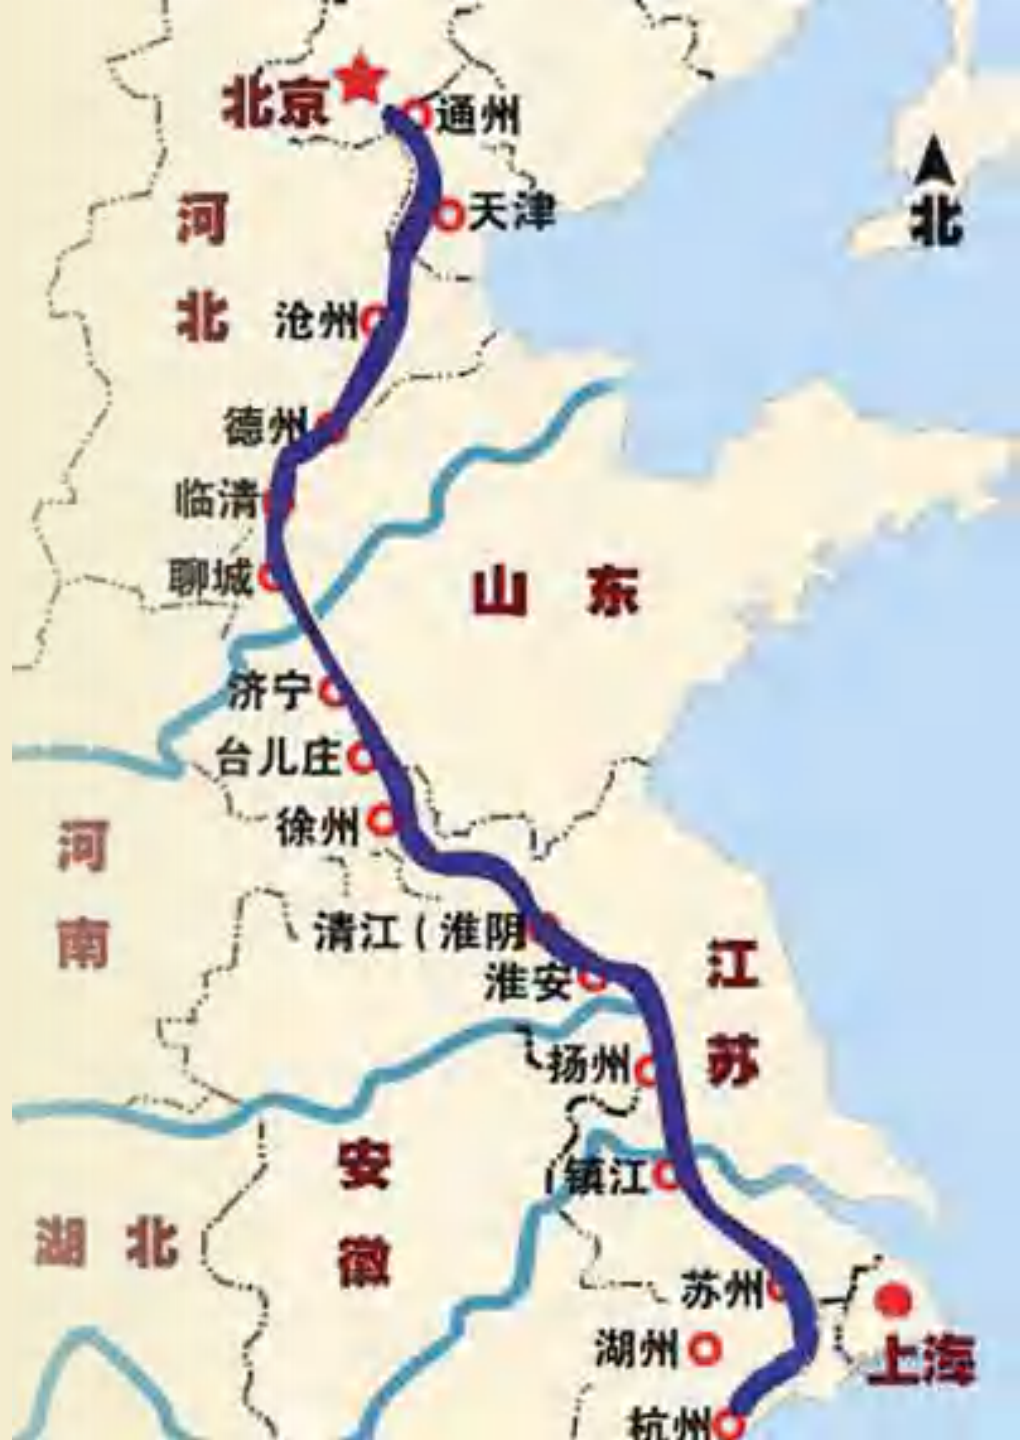 北京
通州
北
天津
河北
沧州
德州
临清
聊城
山东
济宁
台儿庄
徐州
河南
清江(淮阴
淮安
江苏
扬州
安徽
镇江
湖北
苏州
湖州
上海
杭州